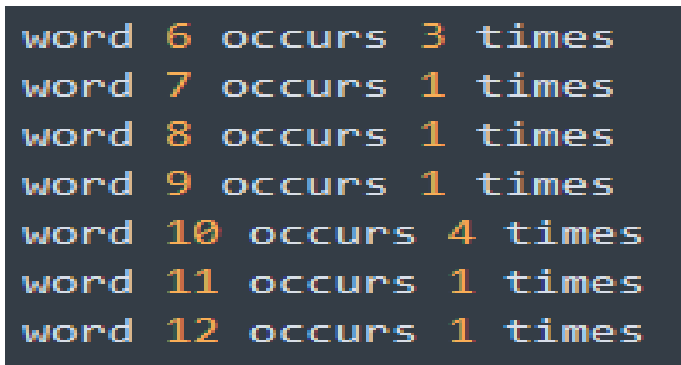 word 6 occurs 3 times
word 7 occurs 1 times
word 8 occurs 1 times
word 9 occurs 1 times
word 10 occurs 4 times
word 11 occurs 1 times
word 12 occurs 1 times